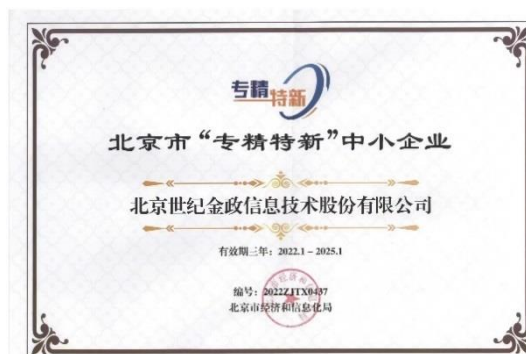 专精
特新
北京市“专精特新”中小企业
北京世纪金政信息技术股份有限公司
有效期三年：2022.1－2025.1
编号：2022ZJTX0437
北京市经济和信息化局